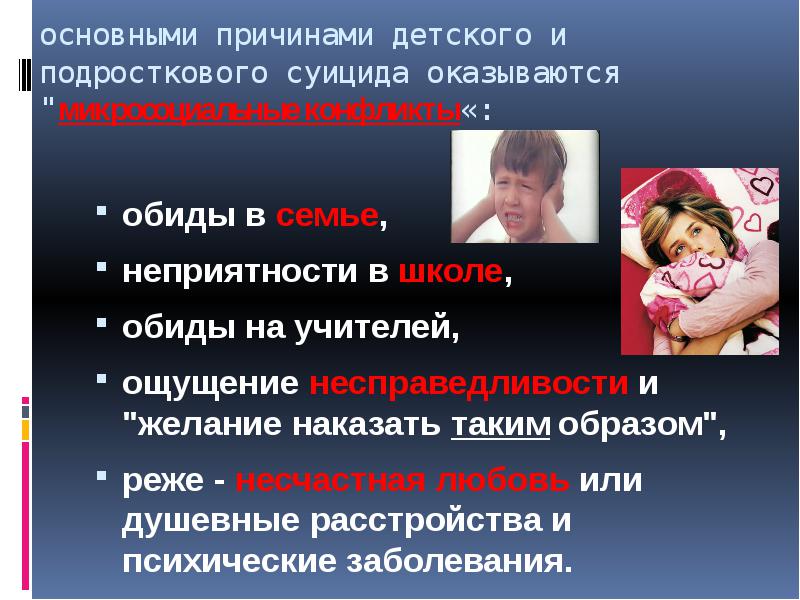 основными причинами детского и
подросткового суицида оказываются
"микросоциальные конфликты«:
▪ обиды в семье,
▪ неприятности в школе,
▪ обиды на учителей,
▪ ощущение несправедливости и
"желание наказать таким образом",
▪ реже - несчастная любовь или
душевные расстройства и
психические заболевания.